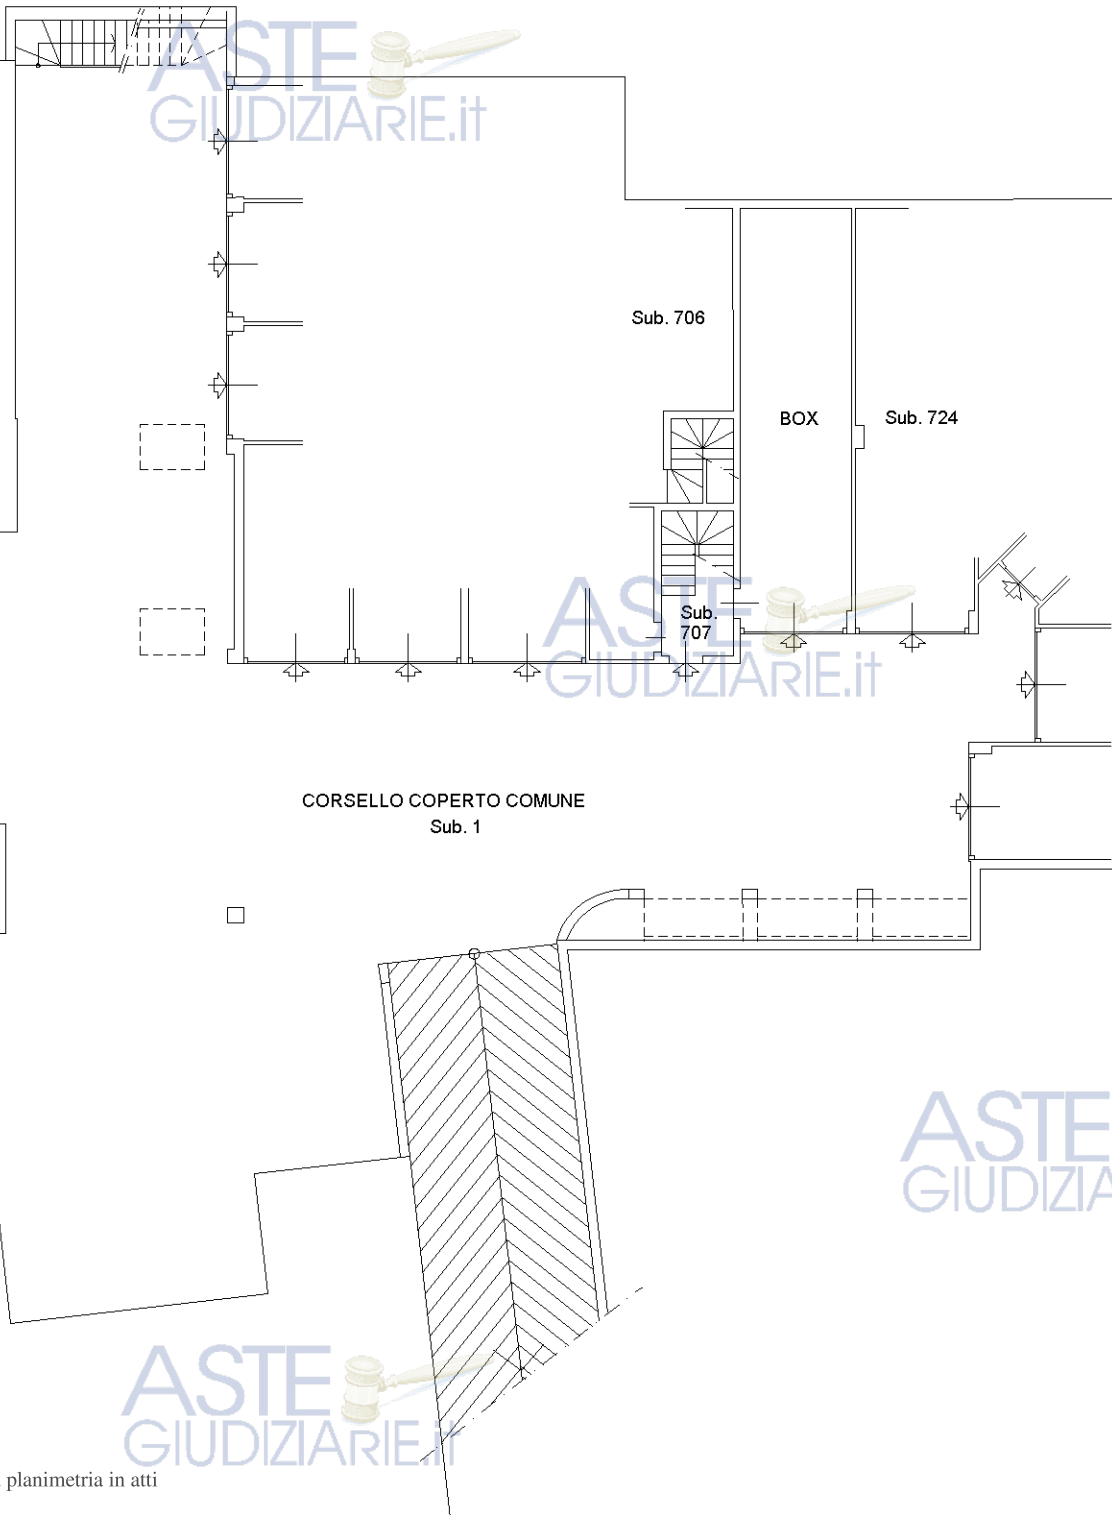 ASTE
GIUDIZIARIE.it
Sub. 706
BOX
Sub. 724
ASTE
GIUDIZIARIE.it
Sub.
707
CORSELLO COPERTO COMUNE
Sub. 1
ASTE
GIUDIZIA
ASTE
GIUDIZIARIE.it
planimetria in atti